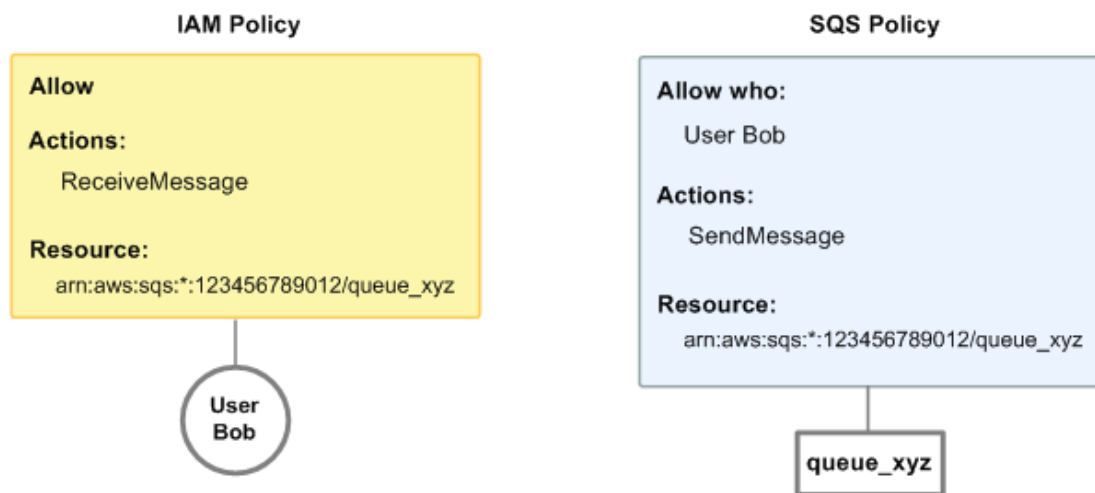 IAM Policy
Allow
Actions:
ReceiveMessage
Resource:
arn:aws:sqs:*:123456789012/queue_xyz
User
Bob
SQS Policy
Allow who:
User Bob
Actions:
SendMessage
Resource:
arn:aws:sqs:*:123456789012/queue_xyz
queue_xyz